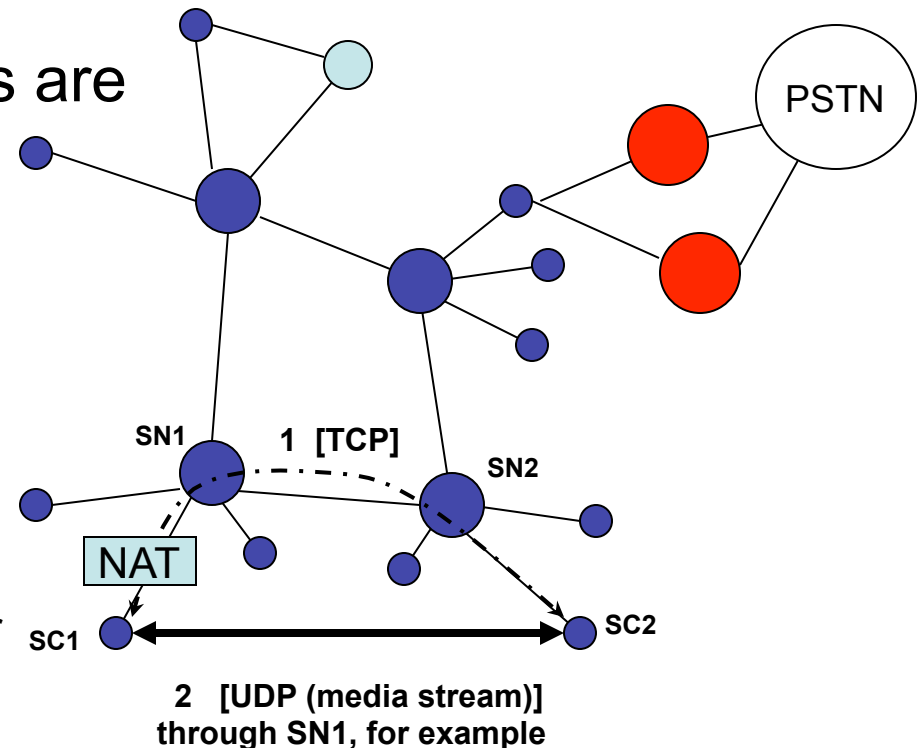 s are
PSTN
SN1
1 [TCP]
SN2
NAT
SC1
SC2
2 [UDP (media stream)]
through SN1, for example